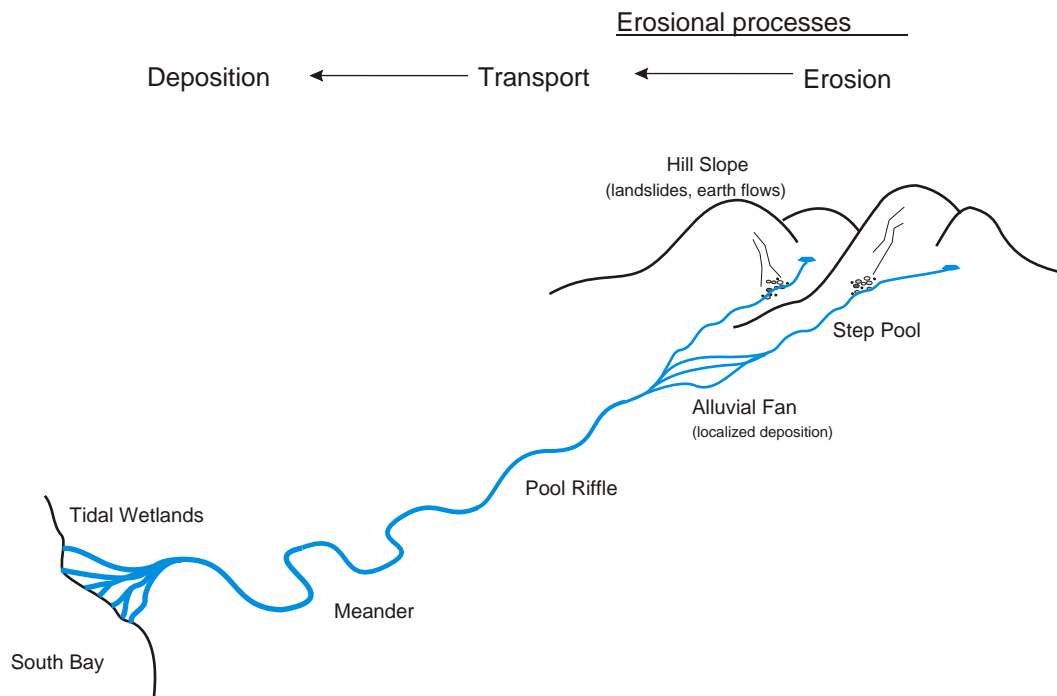 Erosional processes
Deposition Transport Erosion
Hill Slope
(landslides, earth flows)
Step Pool
Alluvial Fan
(localized deposition)
Pool Riffle
Tidal Wetlands
Meander
South Bay